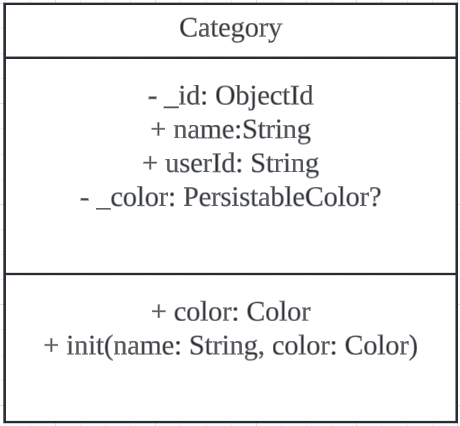 Category
- _id: ObjectId
+ name:String
+ userId: String
- _color: PersistableColor?
+ color: Color
+ init(name: String, color: Color)